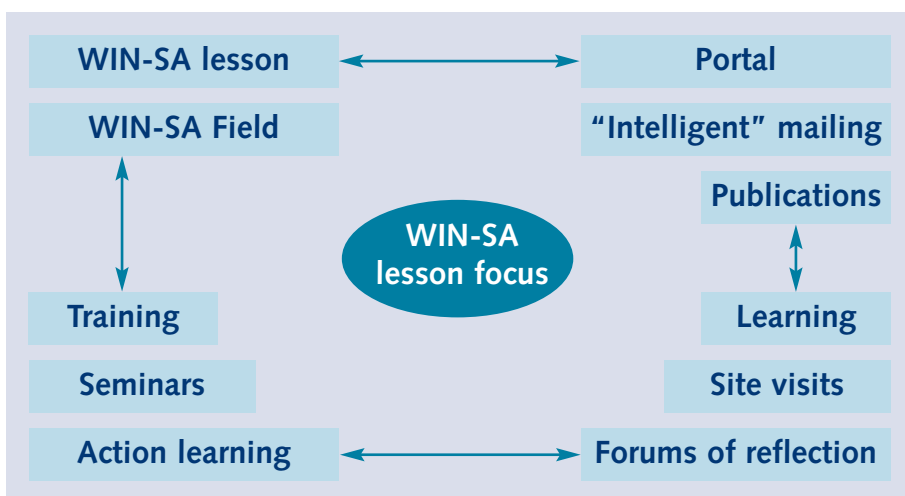 WIN-SA lesson
Portal
WIN-SA Field
“Intelligent” mailing
Publications
WIN-SA
lesson focus
Training
Learning
Seminars
Site visits
Action learning
Forums of reflection